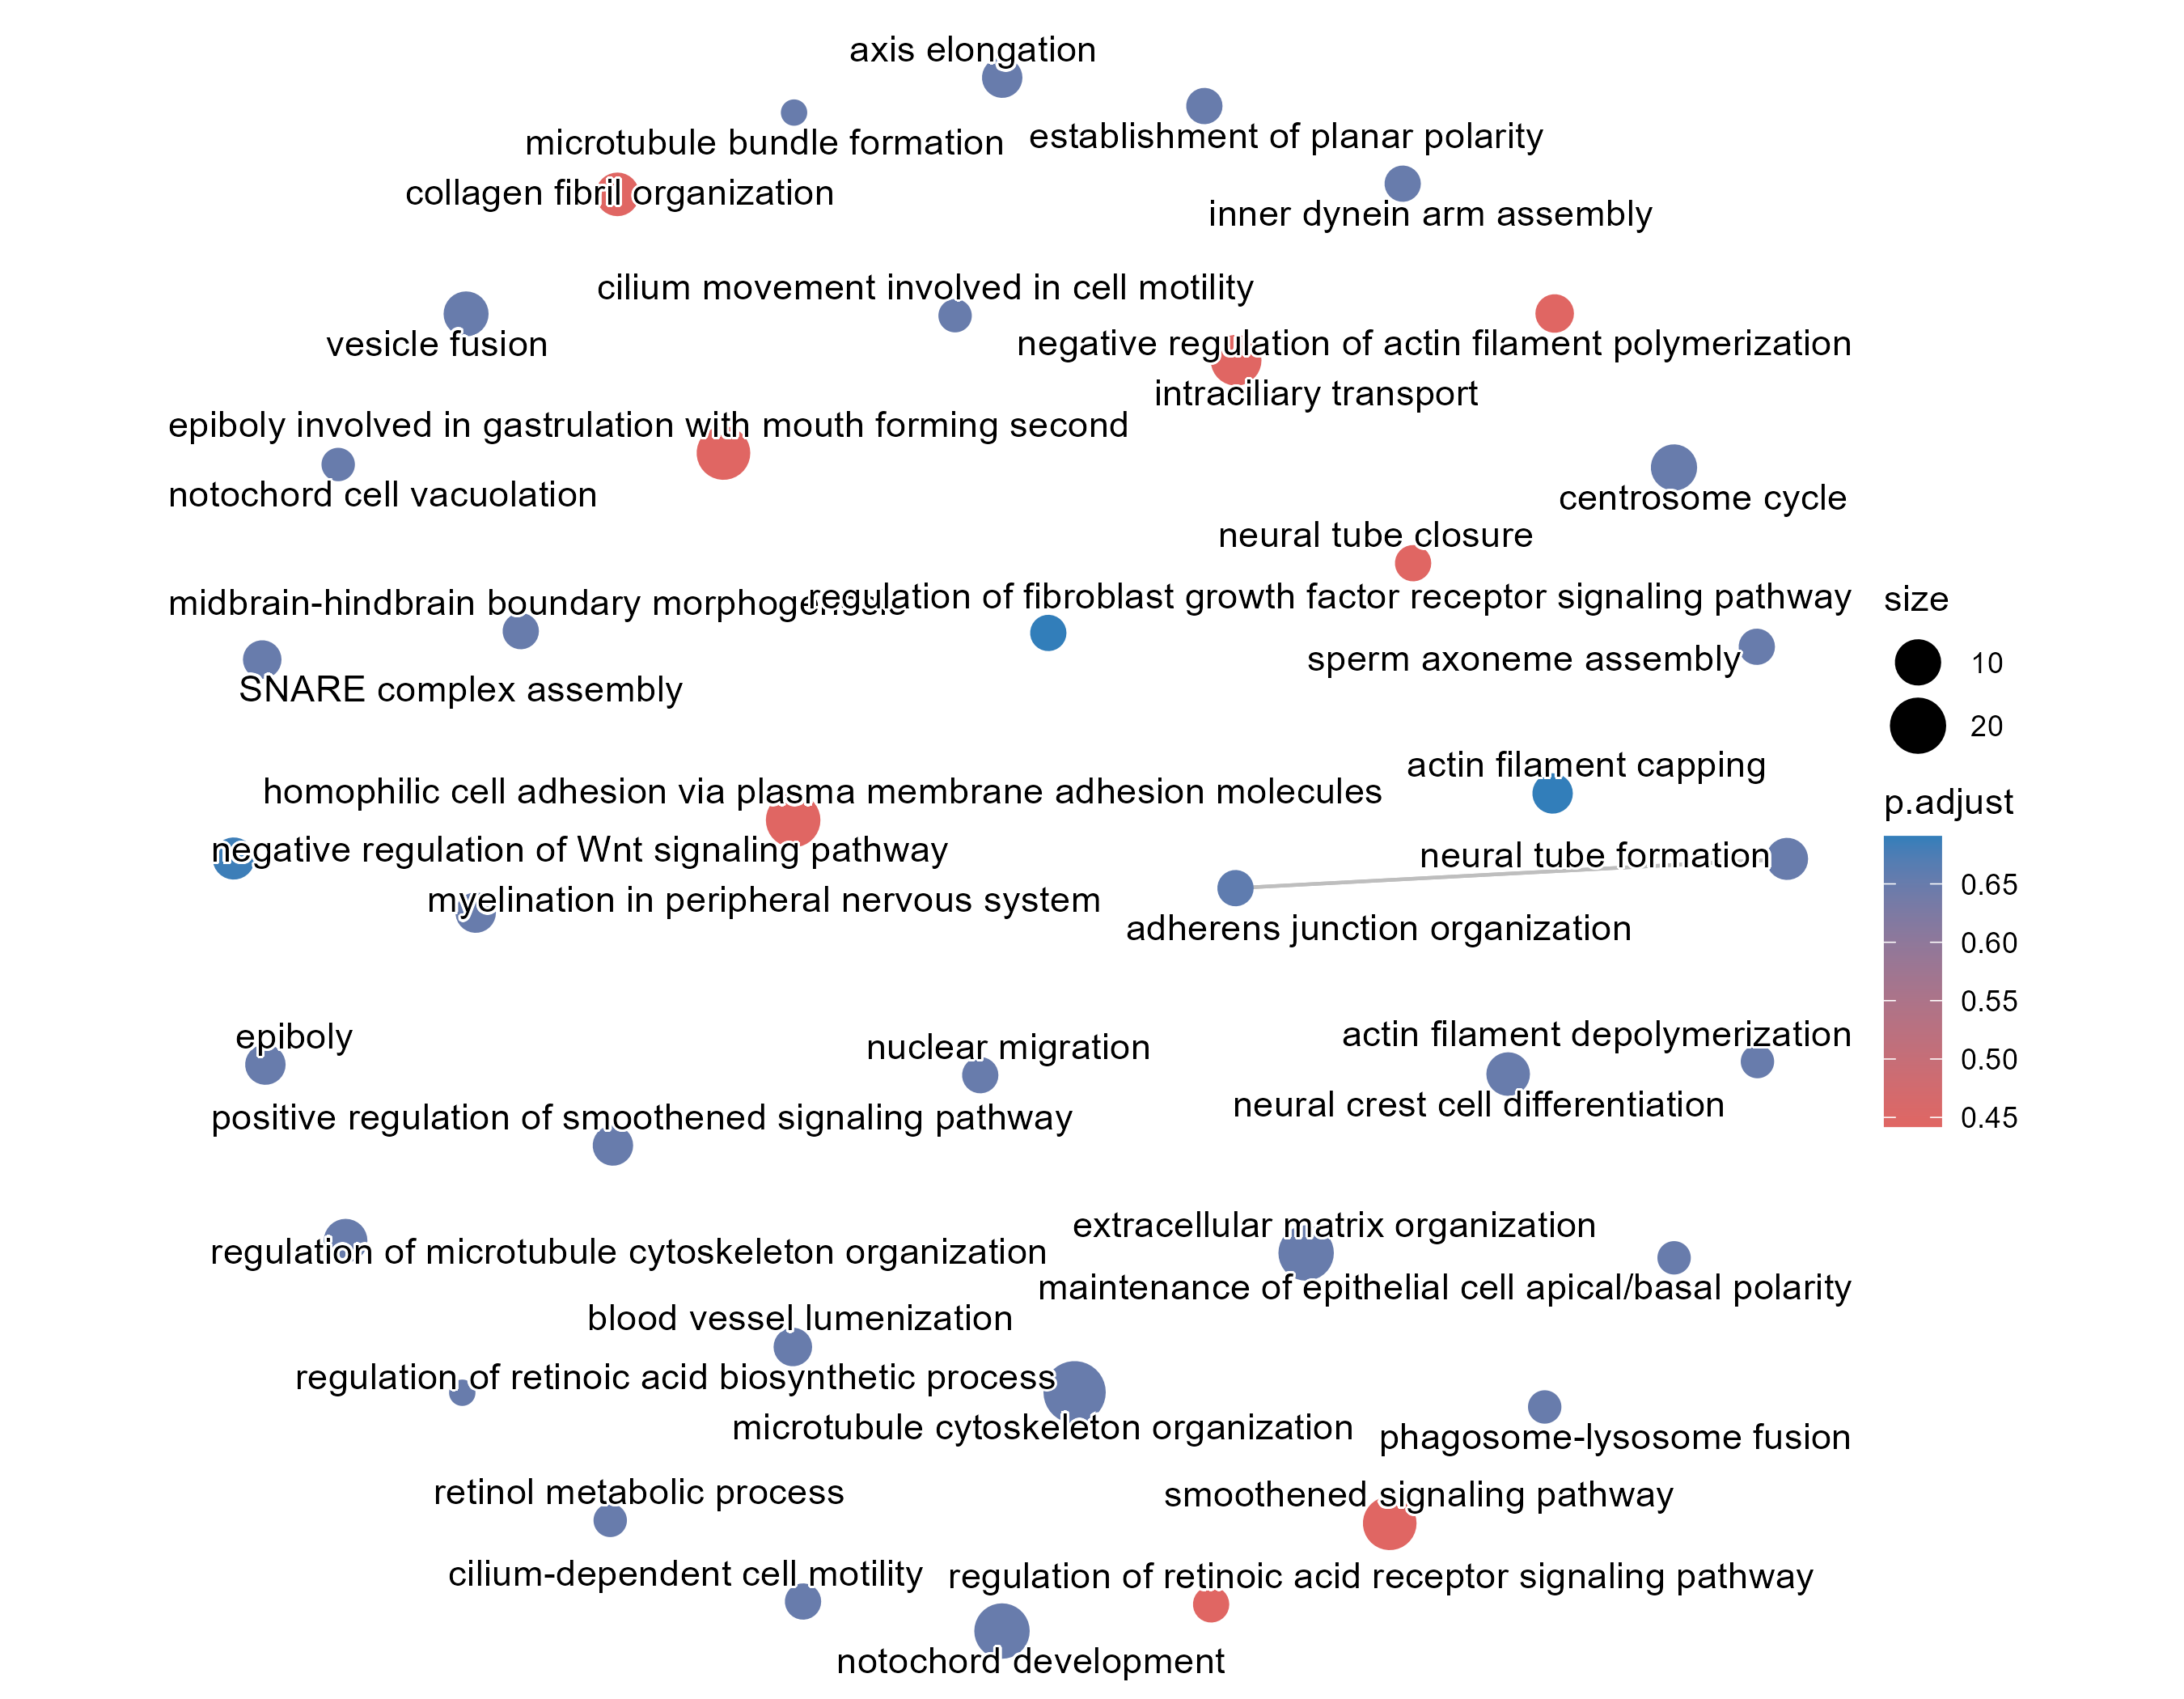 axis elongation
microtubule bundle formation
establishment of planar polarity
collagen fibril organization
inner dynein arm assembly
cilium movement involved in cell motility
vesicle fusion
negative regulation of actin filament polymerization
intraciliary transport
epiboly involved in gastrulation with mouth forming second
notochord cell vacuolation
centrosome cycle
neural tube closure
midbrain-hindbrain boundary morphogenesis
regulation of fibroblast growth factor receptor signaling pathway
sperm axoneme assembly
SNARE complex assembly
actin filament capping
homophilic cell adhesion via plasma membrane adhesion molecules
negative regulation of Wnt signaling pathway
neural tube formation
myelination in peripheral nervous system
adherens junction organization
epiboly
nuclear migration
actin filament depolymerization
neural crest cell differentiation
positive regulation of smoothened signaling pathway
regulation of microtubule cytoskeleton organization
extracellular matrix organization
maintenance of epithelial cell apical/basal polarity
blood vessel lumenization
regulation of retinoic acid biosynthetic process
microtubule cytoskeleton organization
phagosome-lysosome fusion
retinol metabolic process
smoothened signaling pathway
cilium-dependent cell motility
regulation of retinoic acid receptor signaling pathway
notochord development
size
10
20
p.adjust
0.65
0.60
0.55
0.50
0.45